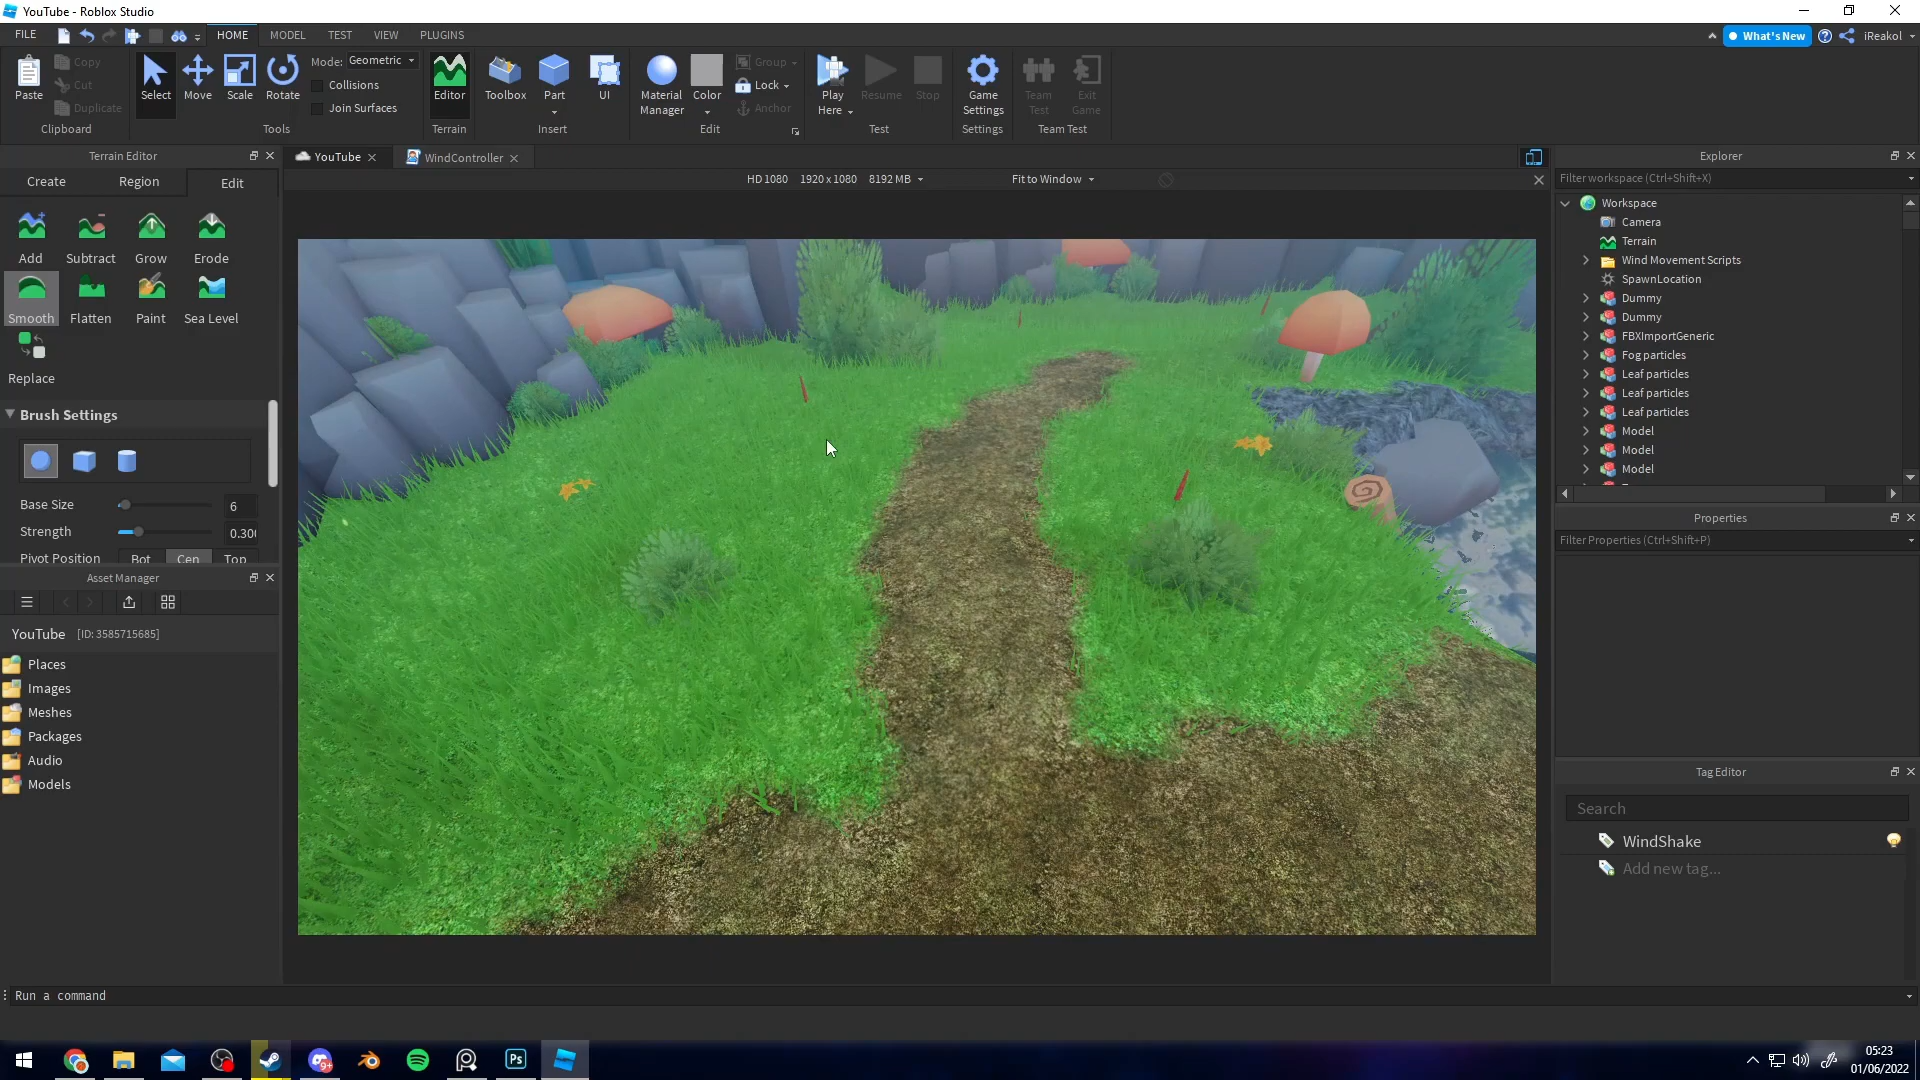 YouTube - Roblox Studio
FILE
HOME
MODEL
TEST
VIEW
PLUGINS
What's New
iReakol
Paste
Copy
Cut
Duplicate
Clipboard
Select
Move
Scale
Rotate
Mode: Geometric
Collisions
Join Surfaces
Tools
Editor
Terrain
Toolbox
Part
UI
Insert
Material
Manager
Color
Group
Lock
Anchor
Edit
Play
Here
Resume
Stop
Test
Game
Settings
Settings
Team
Test
Exit
Game
Team Test
Terrain Editor
Create
Region
Edit
Add
Subtract
Grow
Erode
Smooth
Flatten
Paint
Sea Level
Replace
Brush Settings
Base Size 6
Strength 0.300
Pivot Position Bot Cen Top
Asset Manager
YouTube [ID: 3585715685]
Places
Images
Meshes
Packages
Audio
Models
YouTube
WindController
HD 1080 1920 x 1080 8192 MB
Fit to Window
Explorer
Filter workspace (Ctrl+Shift+X)
Workspace
Camera
Terrain
Wind Movement Scripts
SpawnLocation
Dummy
Dummy
FBXImportGeneric
Fog particles
Leaf particles
Leaf particles
Leaf particles
Model
Model
Model
Properties
Filter Properties (Ctrl+Shift+P)
Tag Editor
Search
WindShake
Add new tag...
Run a command
9+
Ps
05:23
01/06/2022